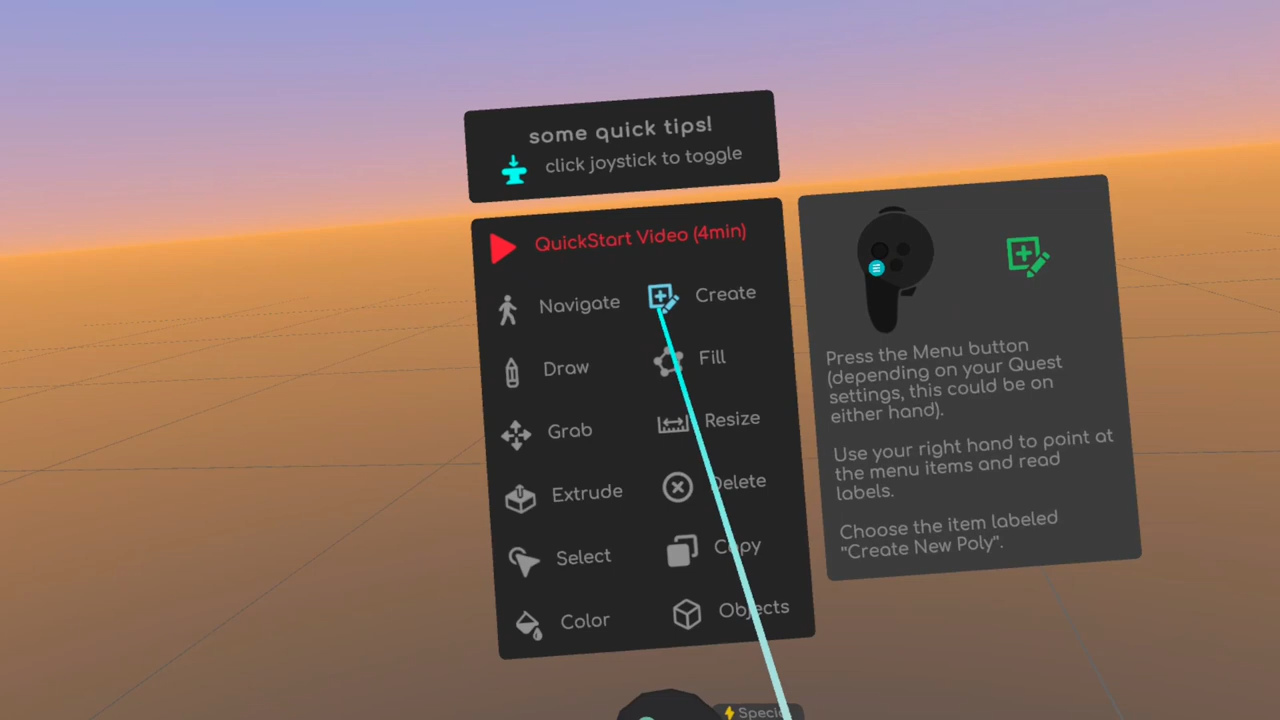 some quick tips!
click joystick to toggle
QuickStart Video (4min)
Navigate
Create
Draw
Fill
Grab
Resize
Extrude
Delete
Select
Copy
Color
Objects
Press the Menu button
(depending on your Quest
settings, this could be on
either hand).
Use your right hand to point at
the menu items and read
labels.
Choose the item labeled
"Create New Poly".